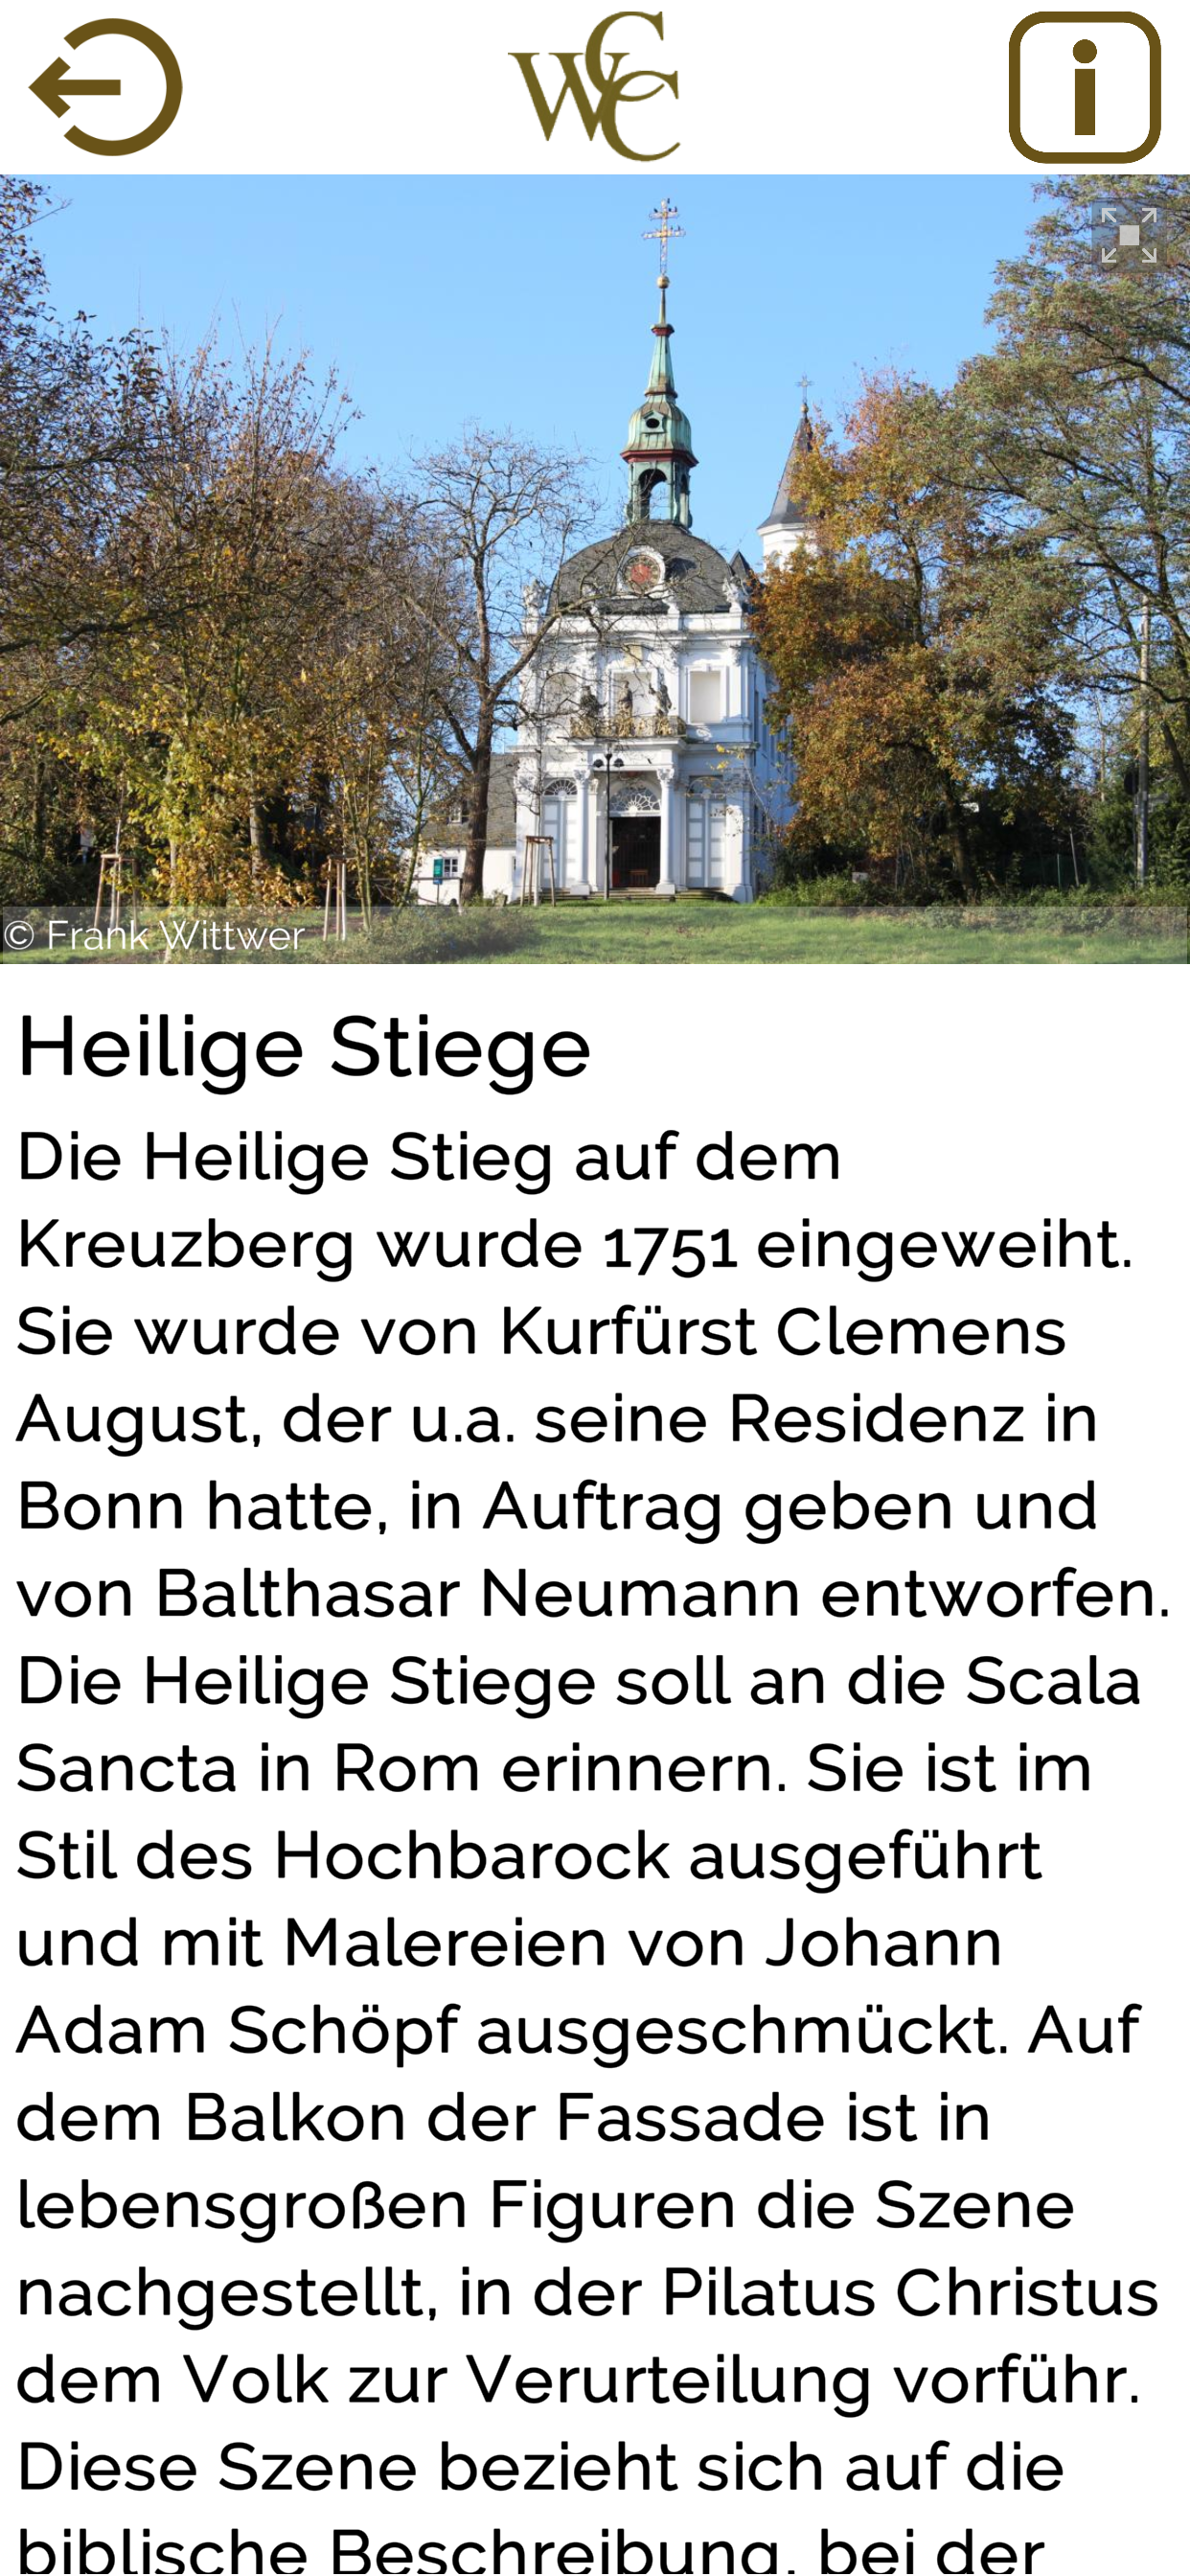 WCC
i
© Frank Wittwer
Heilige Stiege
Die Heilige Stieg auf dem
Kreuzberg wurde 1751 eingeweiht.
Sie wurde von Kurfürst Clemens
August, der u.a. seine Residenz in
Bonn hatte, in Auftrag geben und
von Balthasar Neumann entworfen.
Die Heilige Stiege soll an die Scala
Sancta in Rom erinnern. Sie ist im
Stil des Hochbarock ausgeführt
und mit Malereien von Johann
Adam Schöpf ausgeschmückt. Auf
dem Balkon der Fassade ist in
lebensgroßen Figuren die Szene
nachgestellt, in der Pilatus Christus
dem Volk zur Verurteilung vorführ.
Diese Szene bezieht sich auf die
biblische Beschreibung, bei der